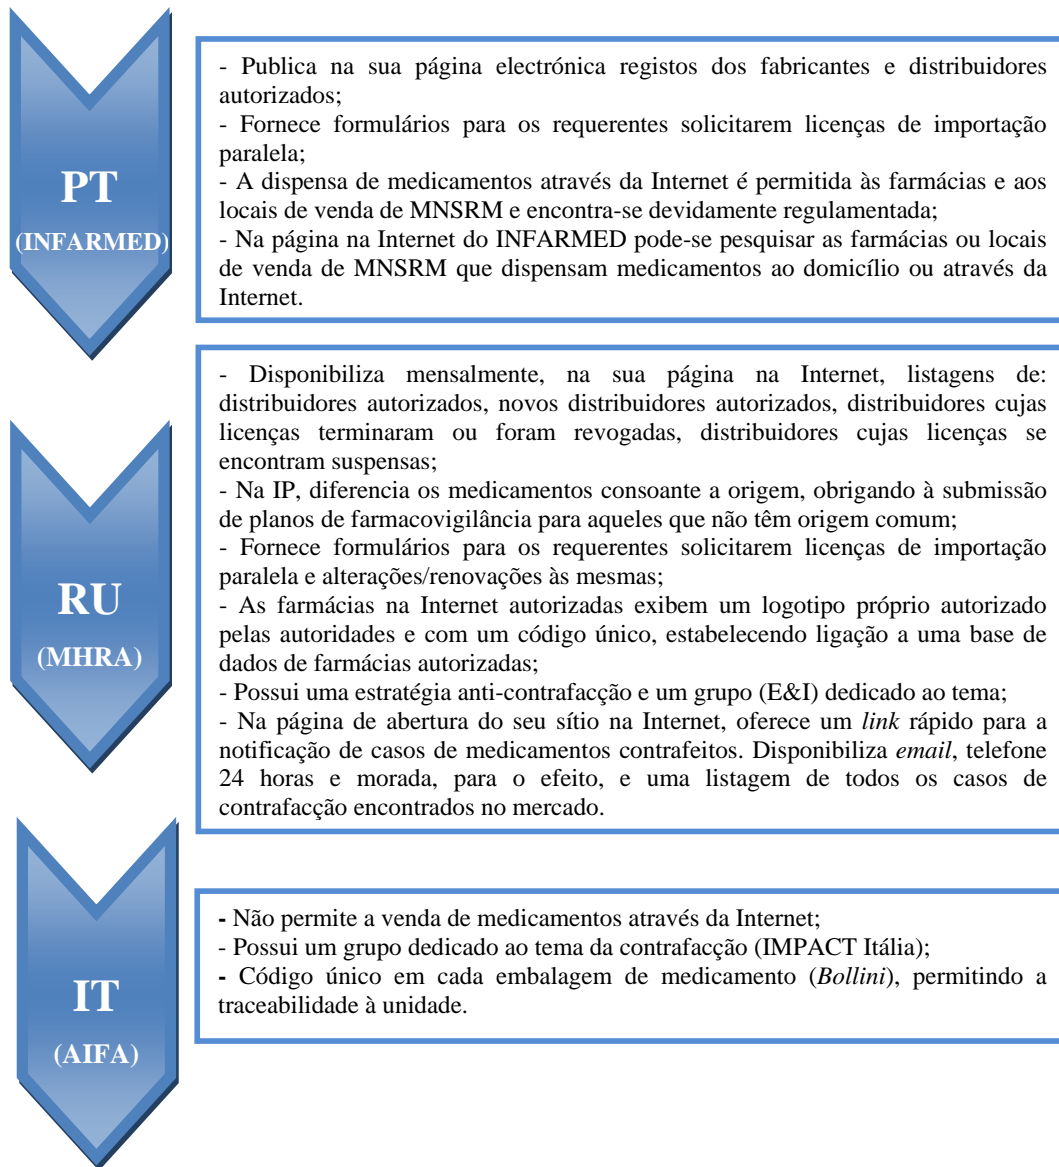 PT
(INFARMED)
- Publica na sua página electrónica registos dos fabricantes e distribuidores
autorizados;
- Fornece formulários para os requerentes solicitarem licenças de importação
paralela;
- A dispensa de medicamentos através da Internet é permitida às farmácias e aos
locais de venda de MNSRM e encontra-se devidamente regulamentada;
- Na página na Internet do INFARMED pode-se pesquisar as farmácias ou locais
de venda de MNSRM que dispensam medicamentos ao domicílio ou através da
Internet.
RU
(MHRA)
- Disponibiliza mensalmente, na sua página na Internet, listagens de:
distribuidores autorizados, novos distribuidores autorizados, distribuidores cujas
licenças terminaram ou foram revogadas, distribuidores cujas licenças se
encontram suspensas;
- Na IP, diferencia os medicamentos consoante a origem, obrigando à submissão
de planos de farmacovigilância para aqueles que não têm origem comum;
- Fornece formulários para os requerentes solicitarem licenças de importação
paralela e alterações/renovações às mesmas;
- As farmácias na Internet autorizadas exibem um logotipo próprio autorizado
pelas autoridades e com um código único, estabelecendo ligação a uma base de
dados de farmácias autorizadas;
- Possui uma estratégia anti-contrafacção e um grupo (E&I) dedicado ao tema;
- Na página de abertura do seu sítio na Internet, oferece um link rápido para a
notificação de casos de medicamentos contrafeitos. Disponibiliza email, telefone
24 horas e morada, para o efeito, e uma listagem de todos os casos de
contrafacção encontrados no mercado.
IT
(AIFA)
- Não permite a venda de medicamentos através da Internet;
- Possui um grupo dedicado ao tema da contrafacção (IMPACT Itália);
- Código único em cada embalagem de medicamento (Bollini), permitindo a
traceabilidade à unidade.